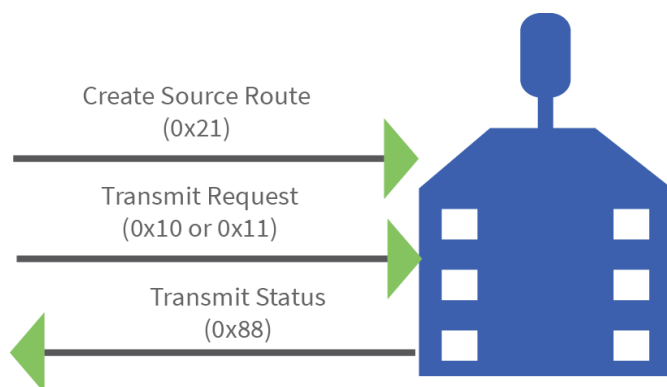 Create Source Route
(0x21)
Transmit Request
(0x10 or 0x11)
Transmit Status
(0x88)